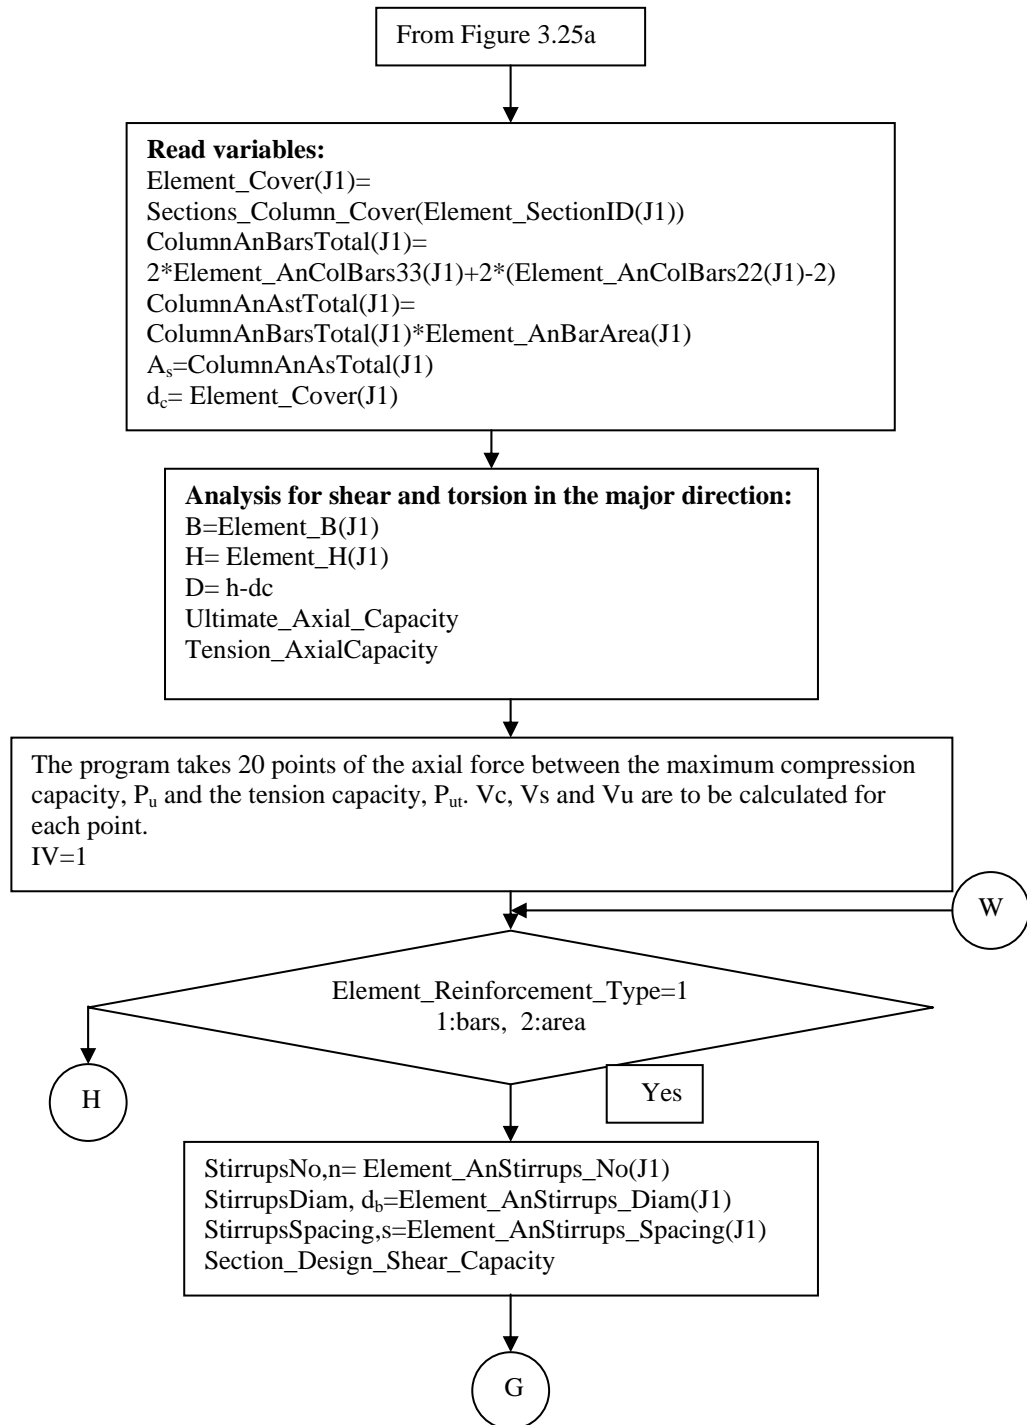 From Figure 3.25a
Read variables:
Element_Cover(J1)=
Sections_Column_Cover(Element_SectionID(J1))
ColumnAnBarsTotal(J1)=
2*Element_AnColBars33(J1)+2*(Element_AnColBars22(J1)-2)
ColumnAnAstTotal(J1)=
ColumnAnBarsTotal(J1)*Element_AnBarArea(J1)
As=ColumnAnAsTotal(J1)
dc= Element_Cover(J1)
Analysis for shear and torsion in the major direction:
B=Element_B(J1)
H= Element_H(J1)
D= h-dc
Ultimate_Axial_Capacity
Tension_AxialCapacity
The program takes 20 points of the axial force between the maximum compression
capacity, Pu and the tension capacity, Put. Vc, Vs and Vu are to be calculated for
each point.
IV=1
W
Element_Reinforcement_Type=1
1:bars, 2:area
H
Yes
StirrupsNo,n= Element_AnStirrups_No(J1)
StirrupsDiam, db=Element_AnStirrups_Diam(J1)
StirrupsSpacing,s=Element_AnStirrups_Spacing(J1)
Section_Design_Shear_Capacity
G